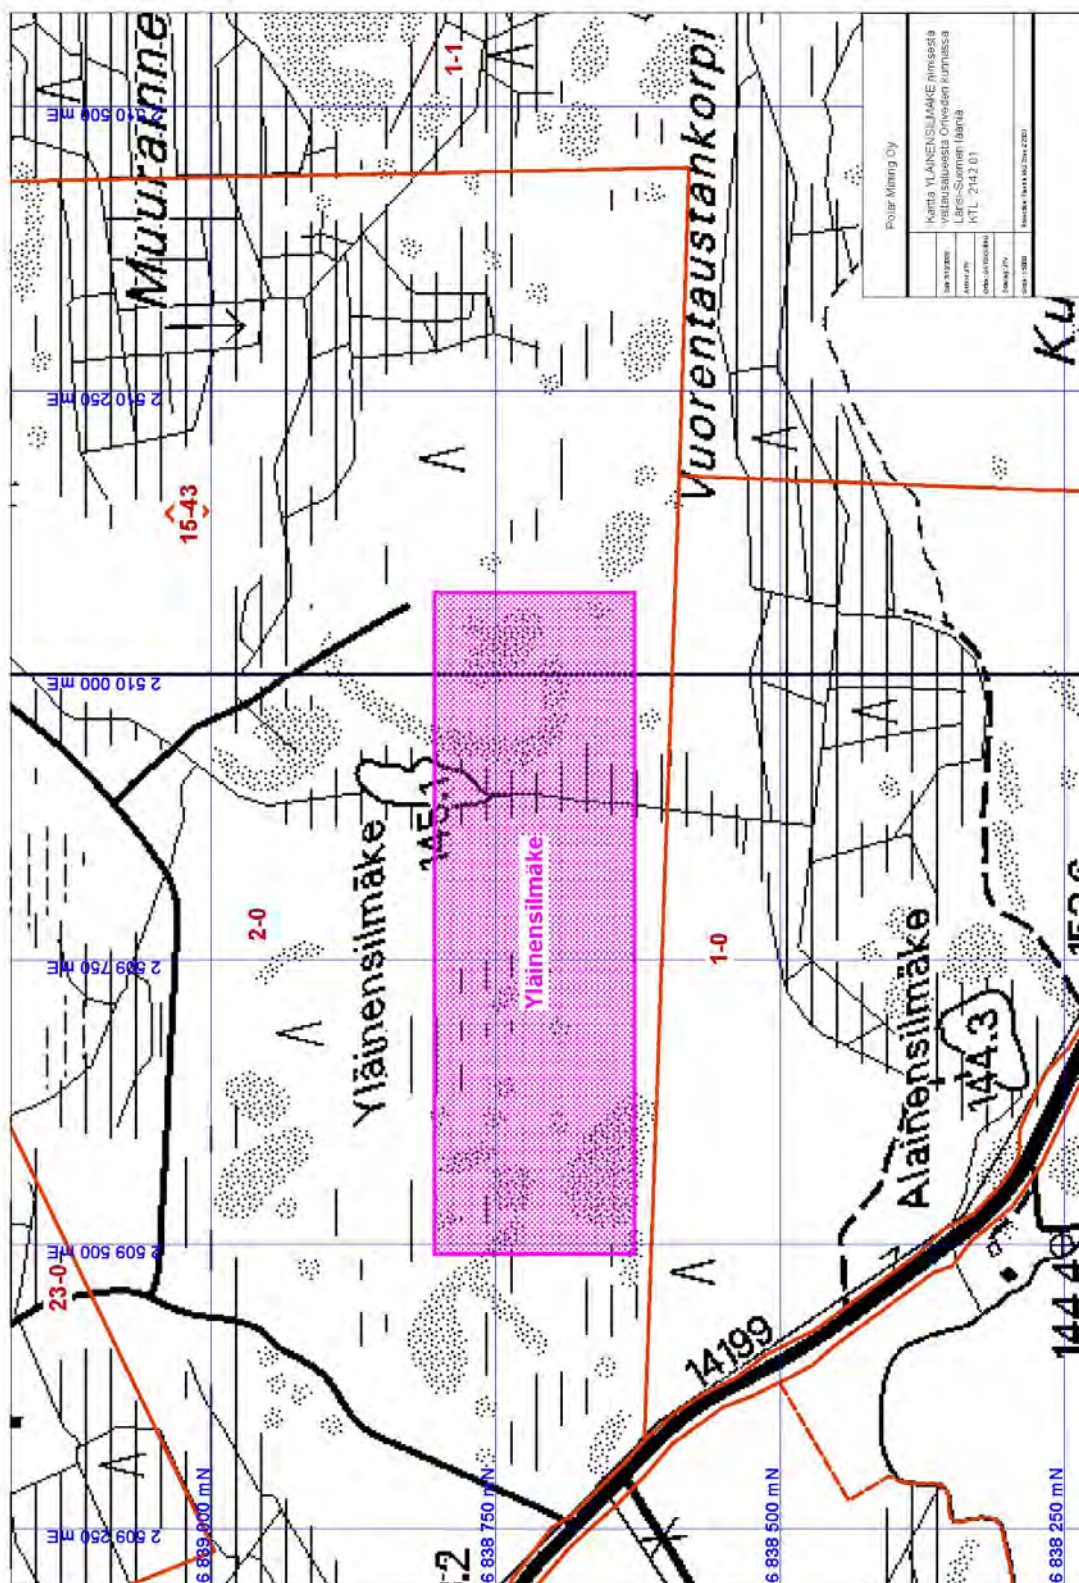 Polar Mining Oy
Kartta YLÄINENSILMÄKE nimisestä
valtausalueesta Oriveden kunnassa
Länsi-Suomen lääniä
KTL 2142 01
Muuranne
1-1
Vuorentaustankorpi
2 510 500 mE
2 510 250 mE
15-43
2 510 000 mE
2-0
Yläinensilmäke
145.1
Yläinensilmäke
1-0
2 509 750 mE
Alainensilmäke
144.3
2 509 500 mE
23-0
14199
2 509 250 mE
6 839 000 mN
6 838 750 mN
6 838 500 mN
6 838 250 mN